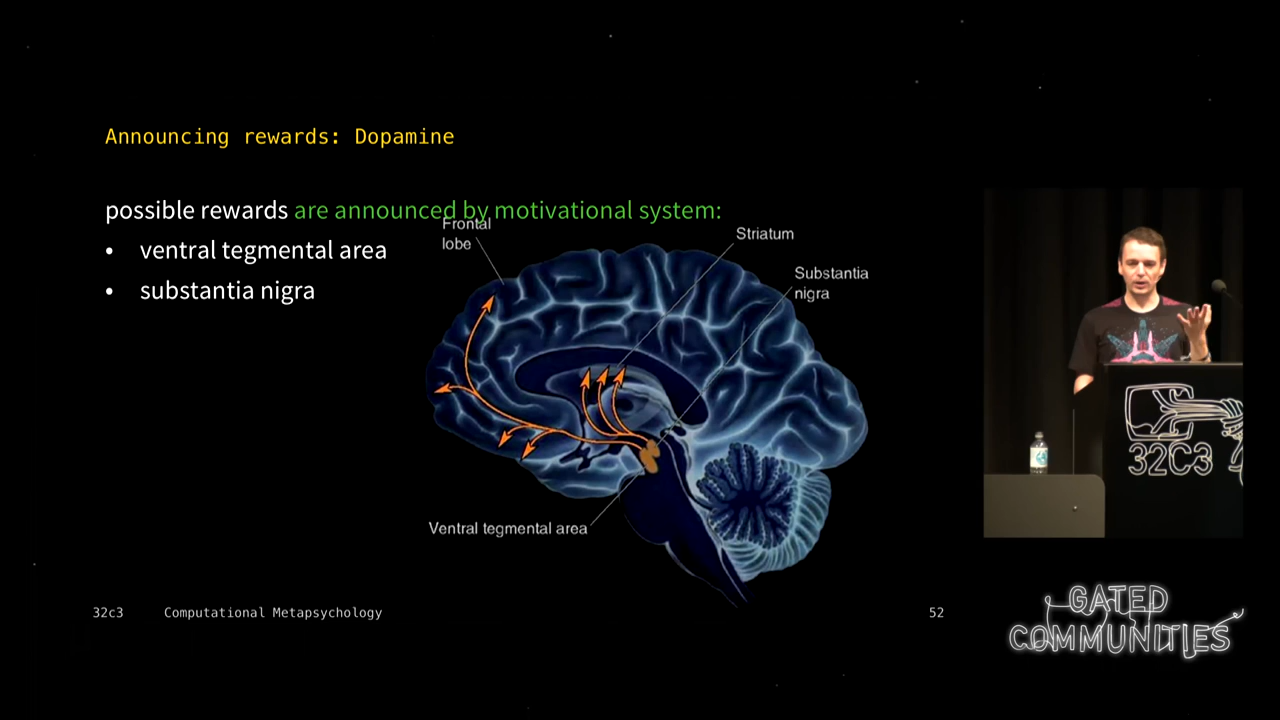 Announcing rewards: Dopamine
possible rewards are announced by motivational system:
• ventral tegmental area
• substantia nigra
Frontal
lobe
Striatum
Substantia
nigra
Ventral tegmental area
32c3 Computational Metapsychology 52
32C3
GATED
COMMUNITIES